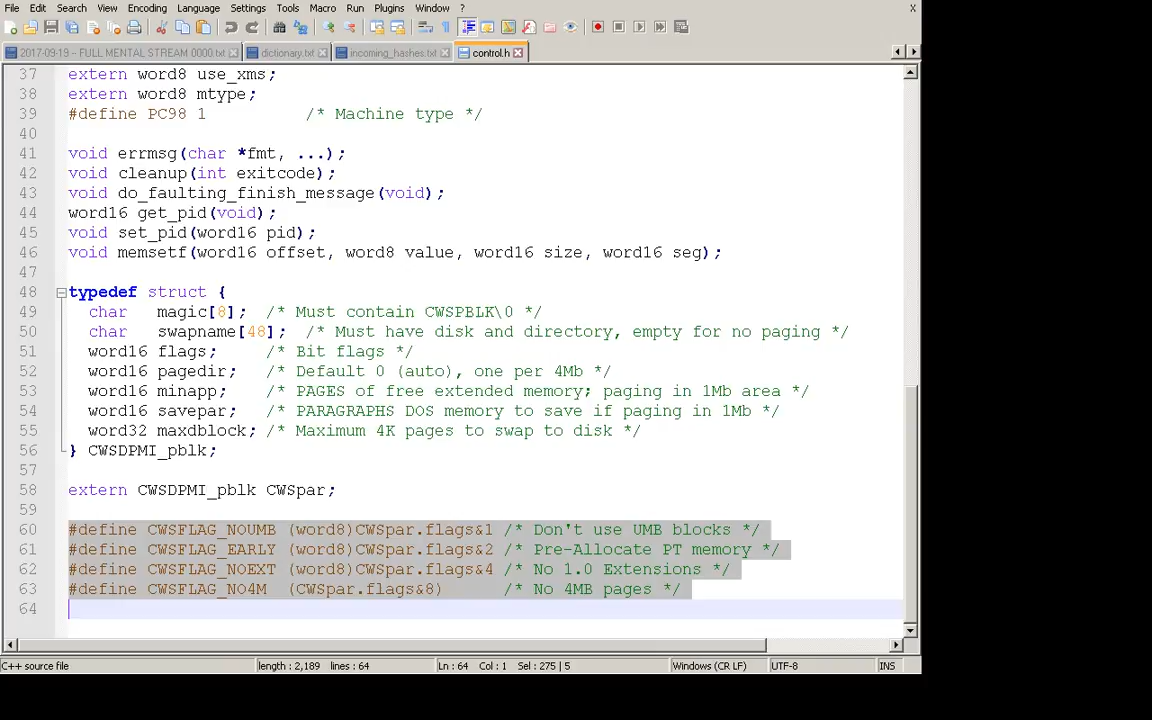 File Edit Search View Encoding Language Settings Tools Macro Run Plugins Window ? X
2017-09-19 - FULL MENTAL STREAM 0000.txt dictionary.txt incoming_hashes.txt control.h
37 extern word8 use_xms;
38 extern word8 mtype;
39 #define PC98 1 /* Machine type */
40
41 void errmsg(char *fmt, ...);
42 void cleanup(int exitcode);
43 void do_faulting_finish_message(void);
44 word16 get_pid(void);
45 void set_pid(word16 pid);
46 void memsetf(word16 offset, word8 value, word16 size, word16 seg);
47
48 typedef struct {
49 char magic[8]; /* Must contain CWSPBLK\0 */
50 char swapname[48]; /* Must have disk and directory, empty for no paging */
51 word16 flags; /* Bit flags */
52 word16 pagedir; /* Default 0 (auto), one per 4Mb */
53 word16 minapp; /* PAGES of free extended memory; paging in 1Mb area */
54 word16 savepar; /* PARAGRAPHS DOS memory to save if paging in 1Mb */
55 word32 maxdblock; /* Maximum 4K pages to swap to disk */
56 } CWSDPMI_pblk;
57
58 extern CWSDPMI_pblk CWSpar;
59
60 #define CWSFLAG_NOUMB (word8)CWSpar.flags&1 /* Don't use UMB blocks */
61 #define CWSFLAG_EARLY (word8)CWSpar.flags&2 /* Pre-Allocate PT memory */
62 #define CWSFLAG_NOEXT (word8)CWSpar.flags&4 /* No 1.0 Extensions */
63 #define CWSFLAG_NO4M (CWSpar.flags&8) /* No 4MB pages */
64
C++ source file length : 2,189 lines : 64 Ln : 64 Col : 1 Sel : 275 | 5 Windows (CR LF) UTF-8 INS